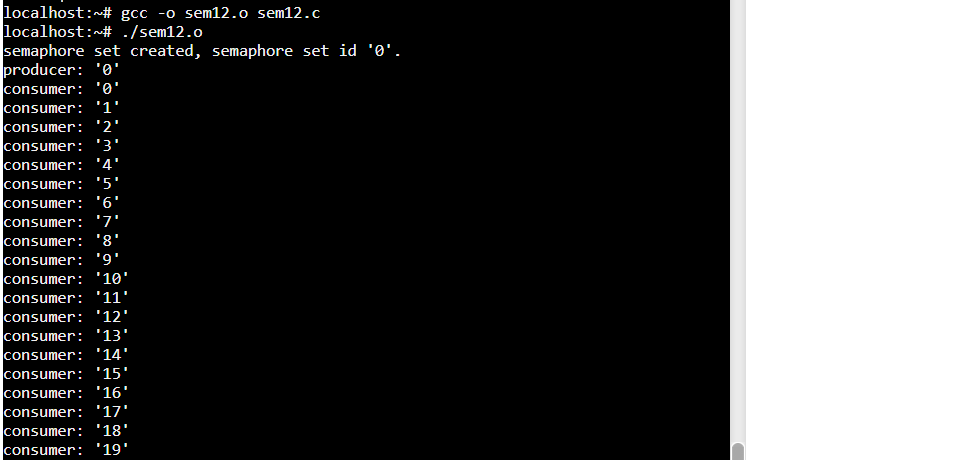 localhost:~# gcc -o sem12.o sem12.c
localhost:~# ./sem12.o
semaphore set created, semaphore set id '0'.
producer: '0'
consumer: '0'
consumer: '1'
consumer: '2'
consumer: '3'
consumer: '4'
consumer: '5'
consumer: '6'
consumer: '7'
consumer: '8'
consumer: '9'
consumer: '10'
consumer: '11'
consumer: '12'
consumer: '13'
consumer: '14'
consumer: '15'
consumer: '16'
consumer: '17'
consumer: '18'
consumer: '19'